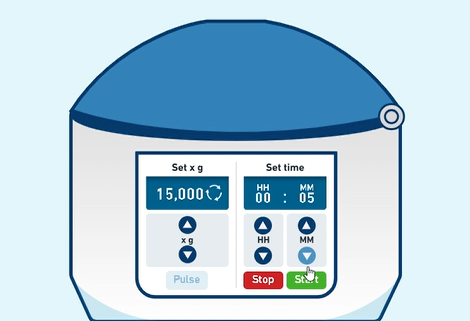 Set x g
Set time
15,000
HH
MM
00 : 05
x g
HH
MM
Pulse
Stop
Start